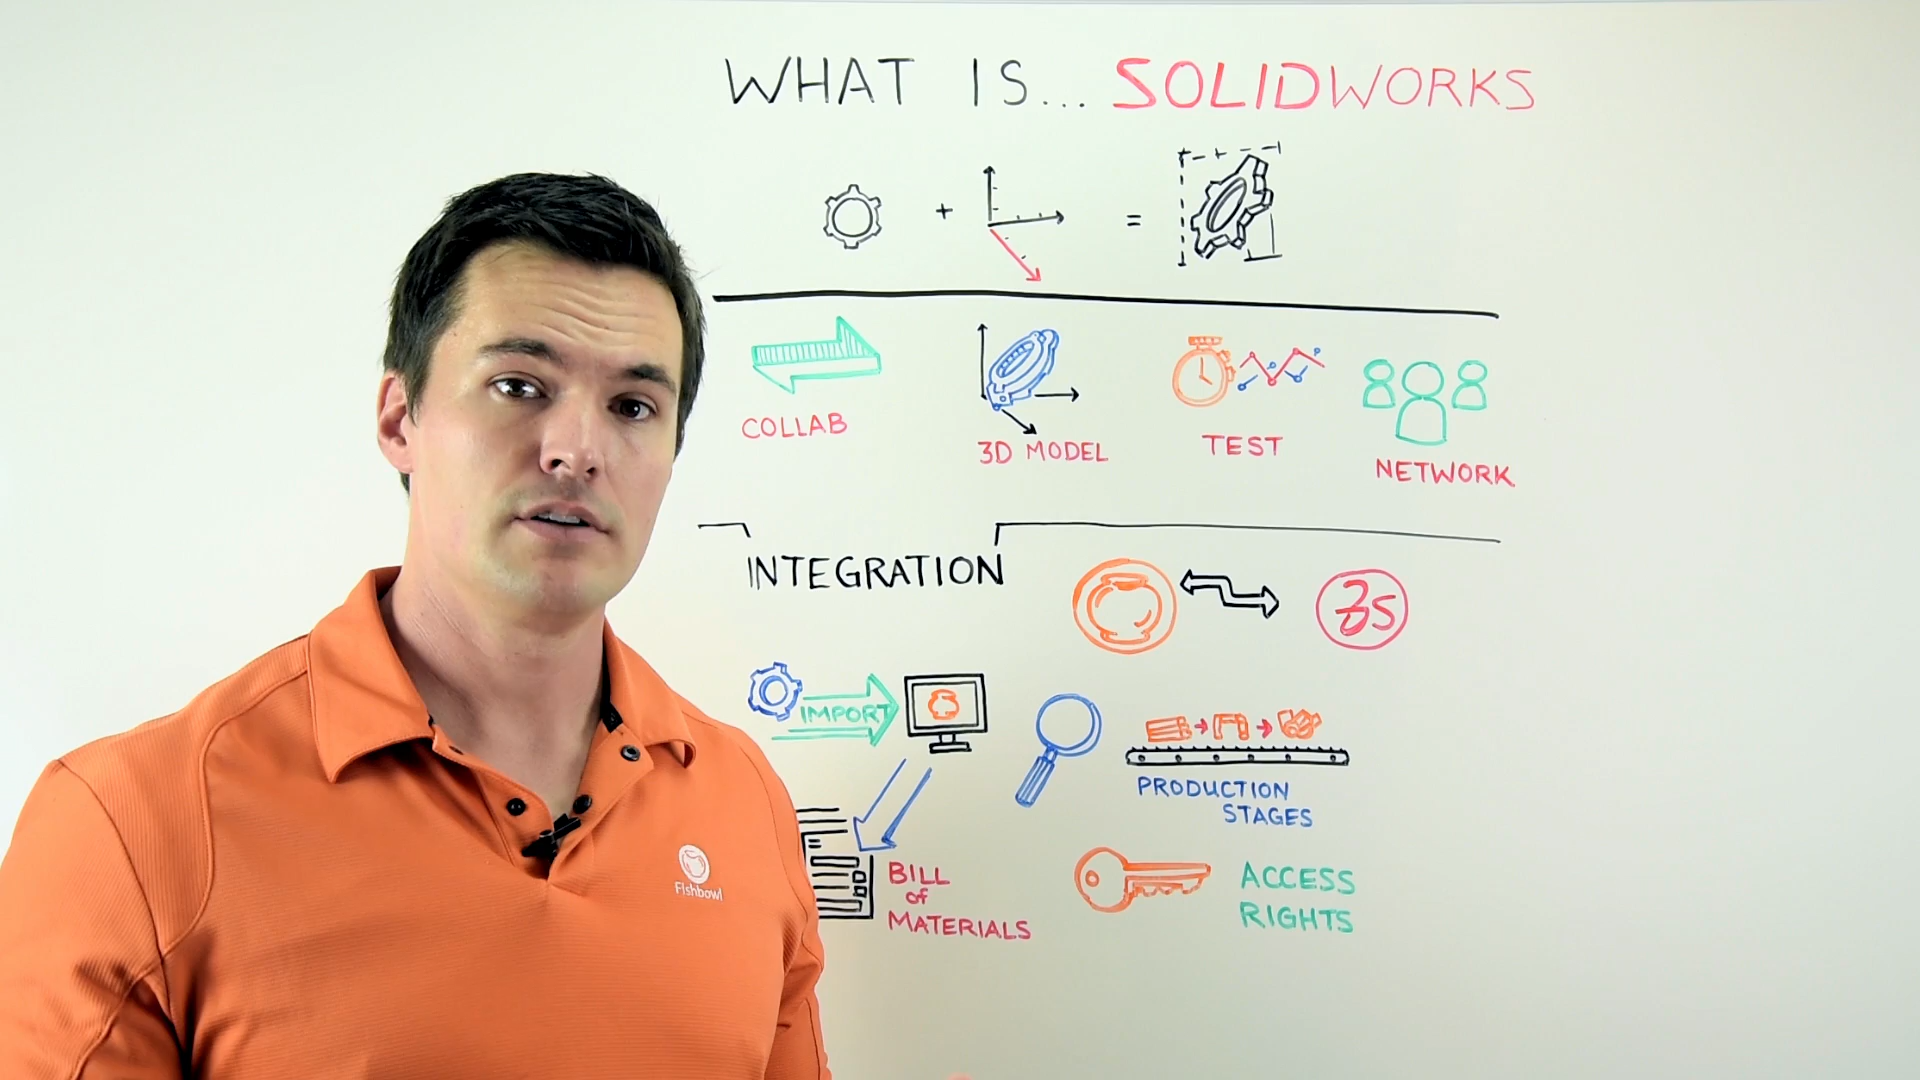 WHAT IS... SOLIDWORKS
+
=
COLLAB
3D MODEL
TEST
NETWORK
INTEGRATION
IMPORT
PRODUCTION
STAGES
BILL
of
MATERIALS
ACCESS
RIGHTS
Fishbowl